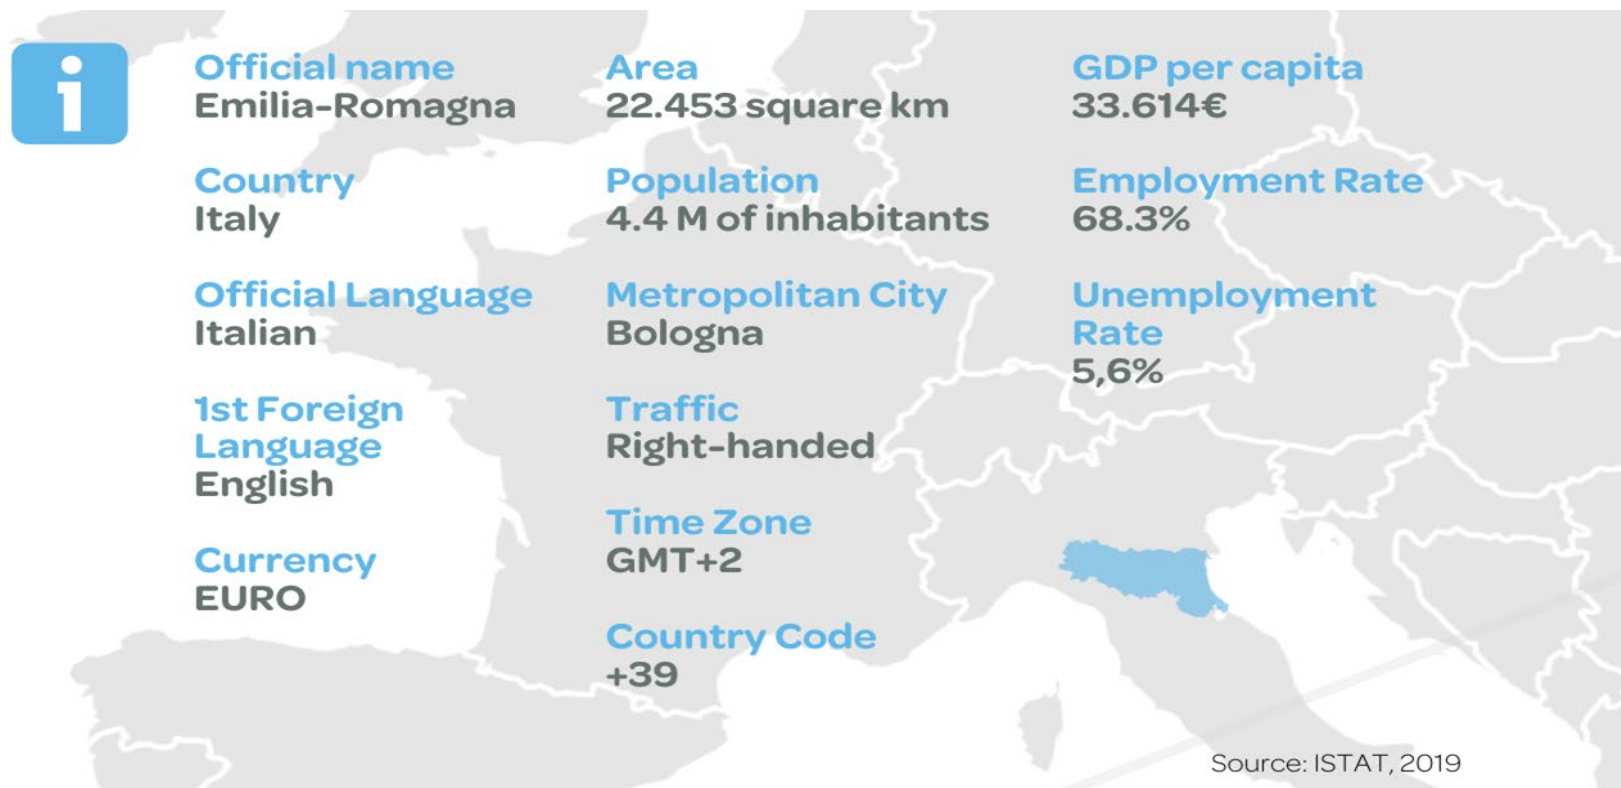 Official name
Emilia-Romagna
Country
Italy
Official Language
Italian
1st Foreign
Language
English
Currency
EURO
Area
22.453 square km
Population
4.4 M of inhabitants
Metropolitan City
Bologna
Traffic
Right-handed
Time Zone
GMT+2
Country Code
+39
GDP per capita
33.614€
Employment Rate
68.3%
Unemployment
Rate
5,6%
Source: ISTAT, 2019